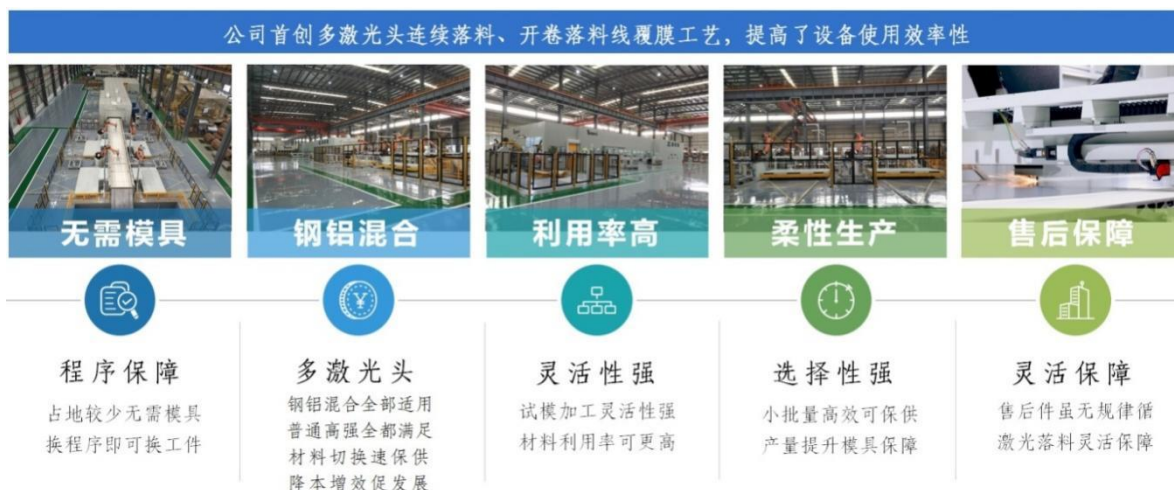 公司首创多激光头连续落料、开卷落料线覆膜工艺，提高了设备使用效率性
无需模具
钢铝混合
利用率高
柔性生产
售后保障
程序保障
占地较少无需模具
换程序即可换工件
多激光头
钢铝混合全部适用
普通高强全都满足
材料切换速保供
降本增效促发展
灵活性强
试模加工灵活性强
材料利用率可更高
选择性强
小批量高效可保供
产量提升模具保障
灵活保障
售后件虽无规律循
激光落料灵活保障